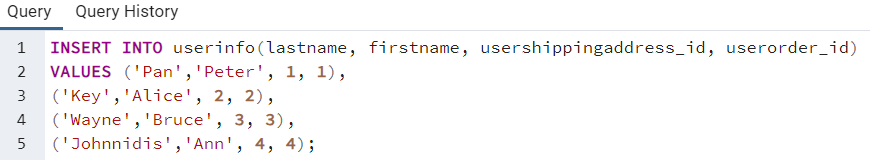 Query Query History
1 INSERT INTO userinfo(lastname, firstname, usershippingaddress_id, userorder_id)
2 VALUES ('Pan','Peter', 1, 1),
3 ('Key','Alice', 2, 2),
4 ('Wayne','Bruce', 3, 3),
5 ('Johnnidis','Ann', 4, 4);